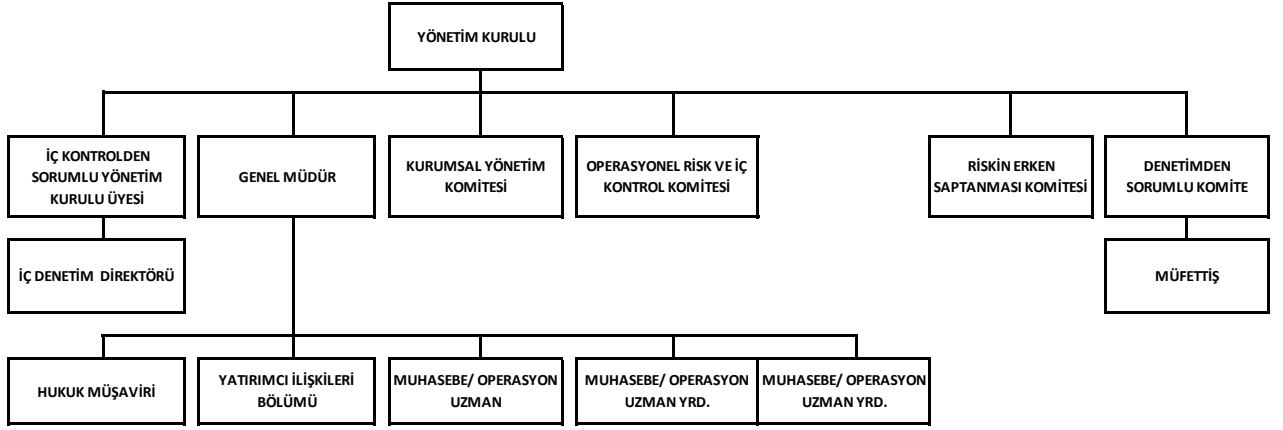 YÖNETİM KURULU
İÇ KONTROLDEN
SORUMLU YÖNETİM
KURULU ÜYESİ
GENEL MÜDÜR
KURUMSAL YÖNETİM
KOMİTESİ
OPERASYONEL RİSK VE İÇ
KONTROL KOMİTESİ
RİSKİN ERKEN
SAPTANMASI KOMİTESİ
DENETİMDEN
SORUMLU KOMİTE
İÇ DENETİM DİREKTÖRÜ
MÜFETTİŞ
HUKUK MÜŞAVİRİ
YATIRIMCI İLİŞKİLERİ
BÖLÜMÜ
MUHASEBE/ OPERASYON
UZMAN
MUHASEBE/ OPERASYON
UZMAN YRD.
MUHASEBE/ OPERASYON
UZMAN YRD.